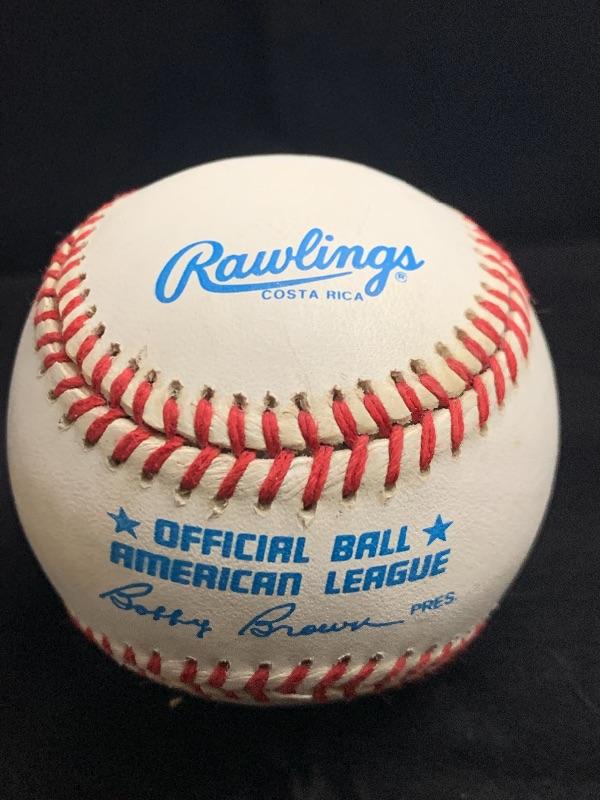 Rawlings®
COSTA RICA
★ OFFICIAL BALL ★
AMERICAN LEAGUE
Bobby Brown PRES.